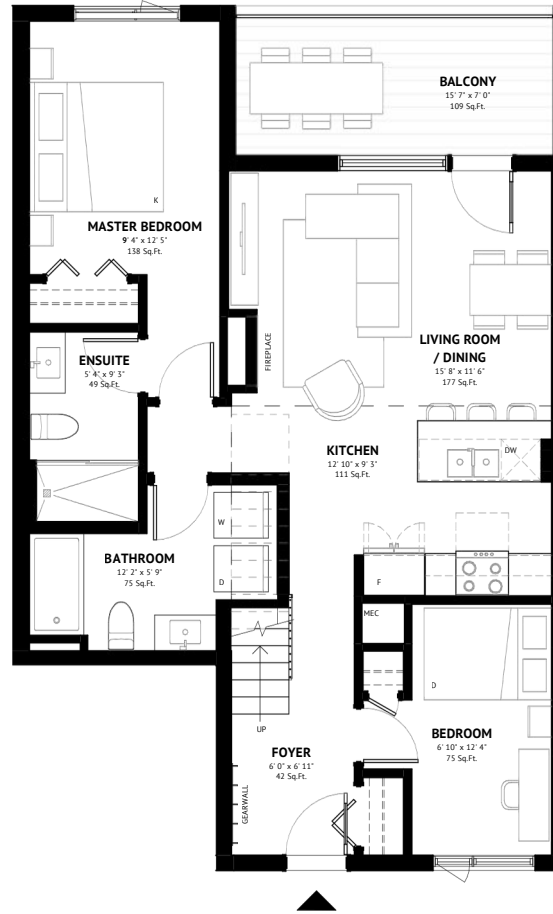 BALCONY
15' 7" x 7' 0"
109 Sq.Ft.
K
MASTER BEDROOM
9' 4" x 12' 5"
138 Sq.Ft.
FIREPLACE
LIVING ROOM
/ DINING
15' 8" x 11' 6"
177 Sq.Ft.
ENSUITE
5' 4" x 9' 3"
49 Sq.Ft.
KITCHEN
12' 10" x 9' 3"
111 Sq.Ft.
DW
W
D
F
BATHROOM
12' 2" x 5' 9"
75 Sq.Ft.
MEC
D
UP
BEDROOM
6' 10" x 12' 4"
75 Sq.Ft.
FOYER
6' 0" x 6' 11"
42 Sq.Ft.
GEARWALL